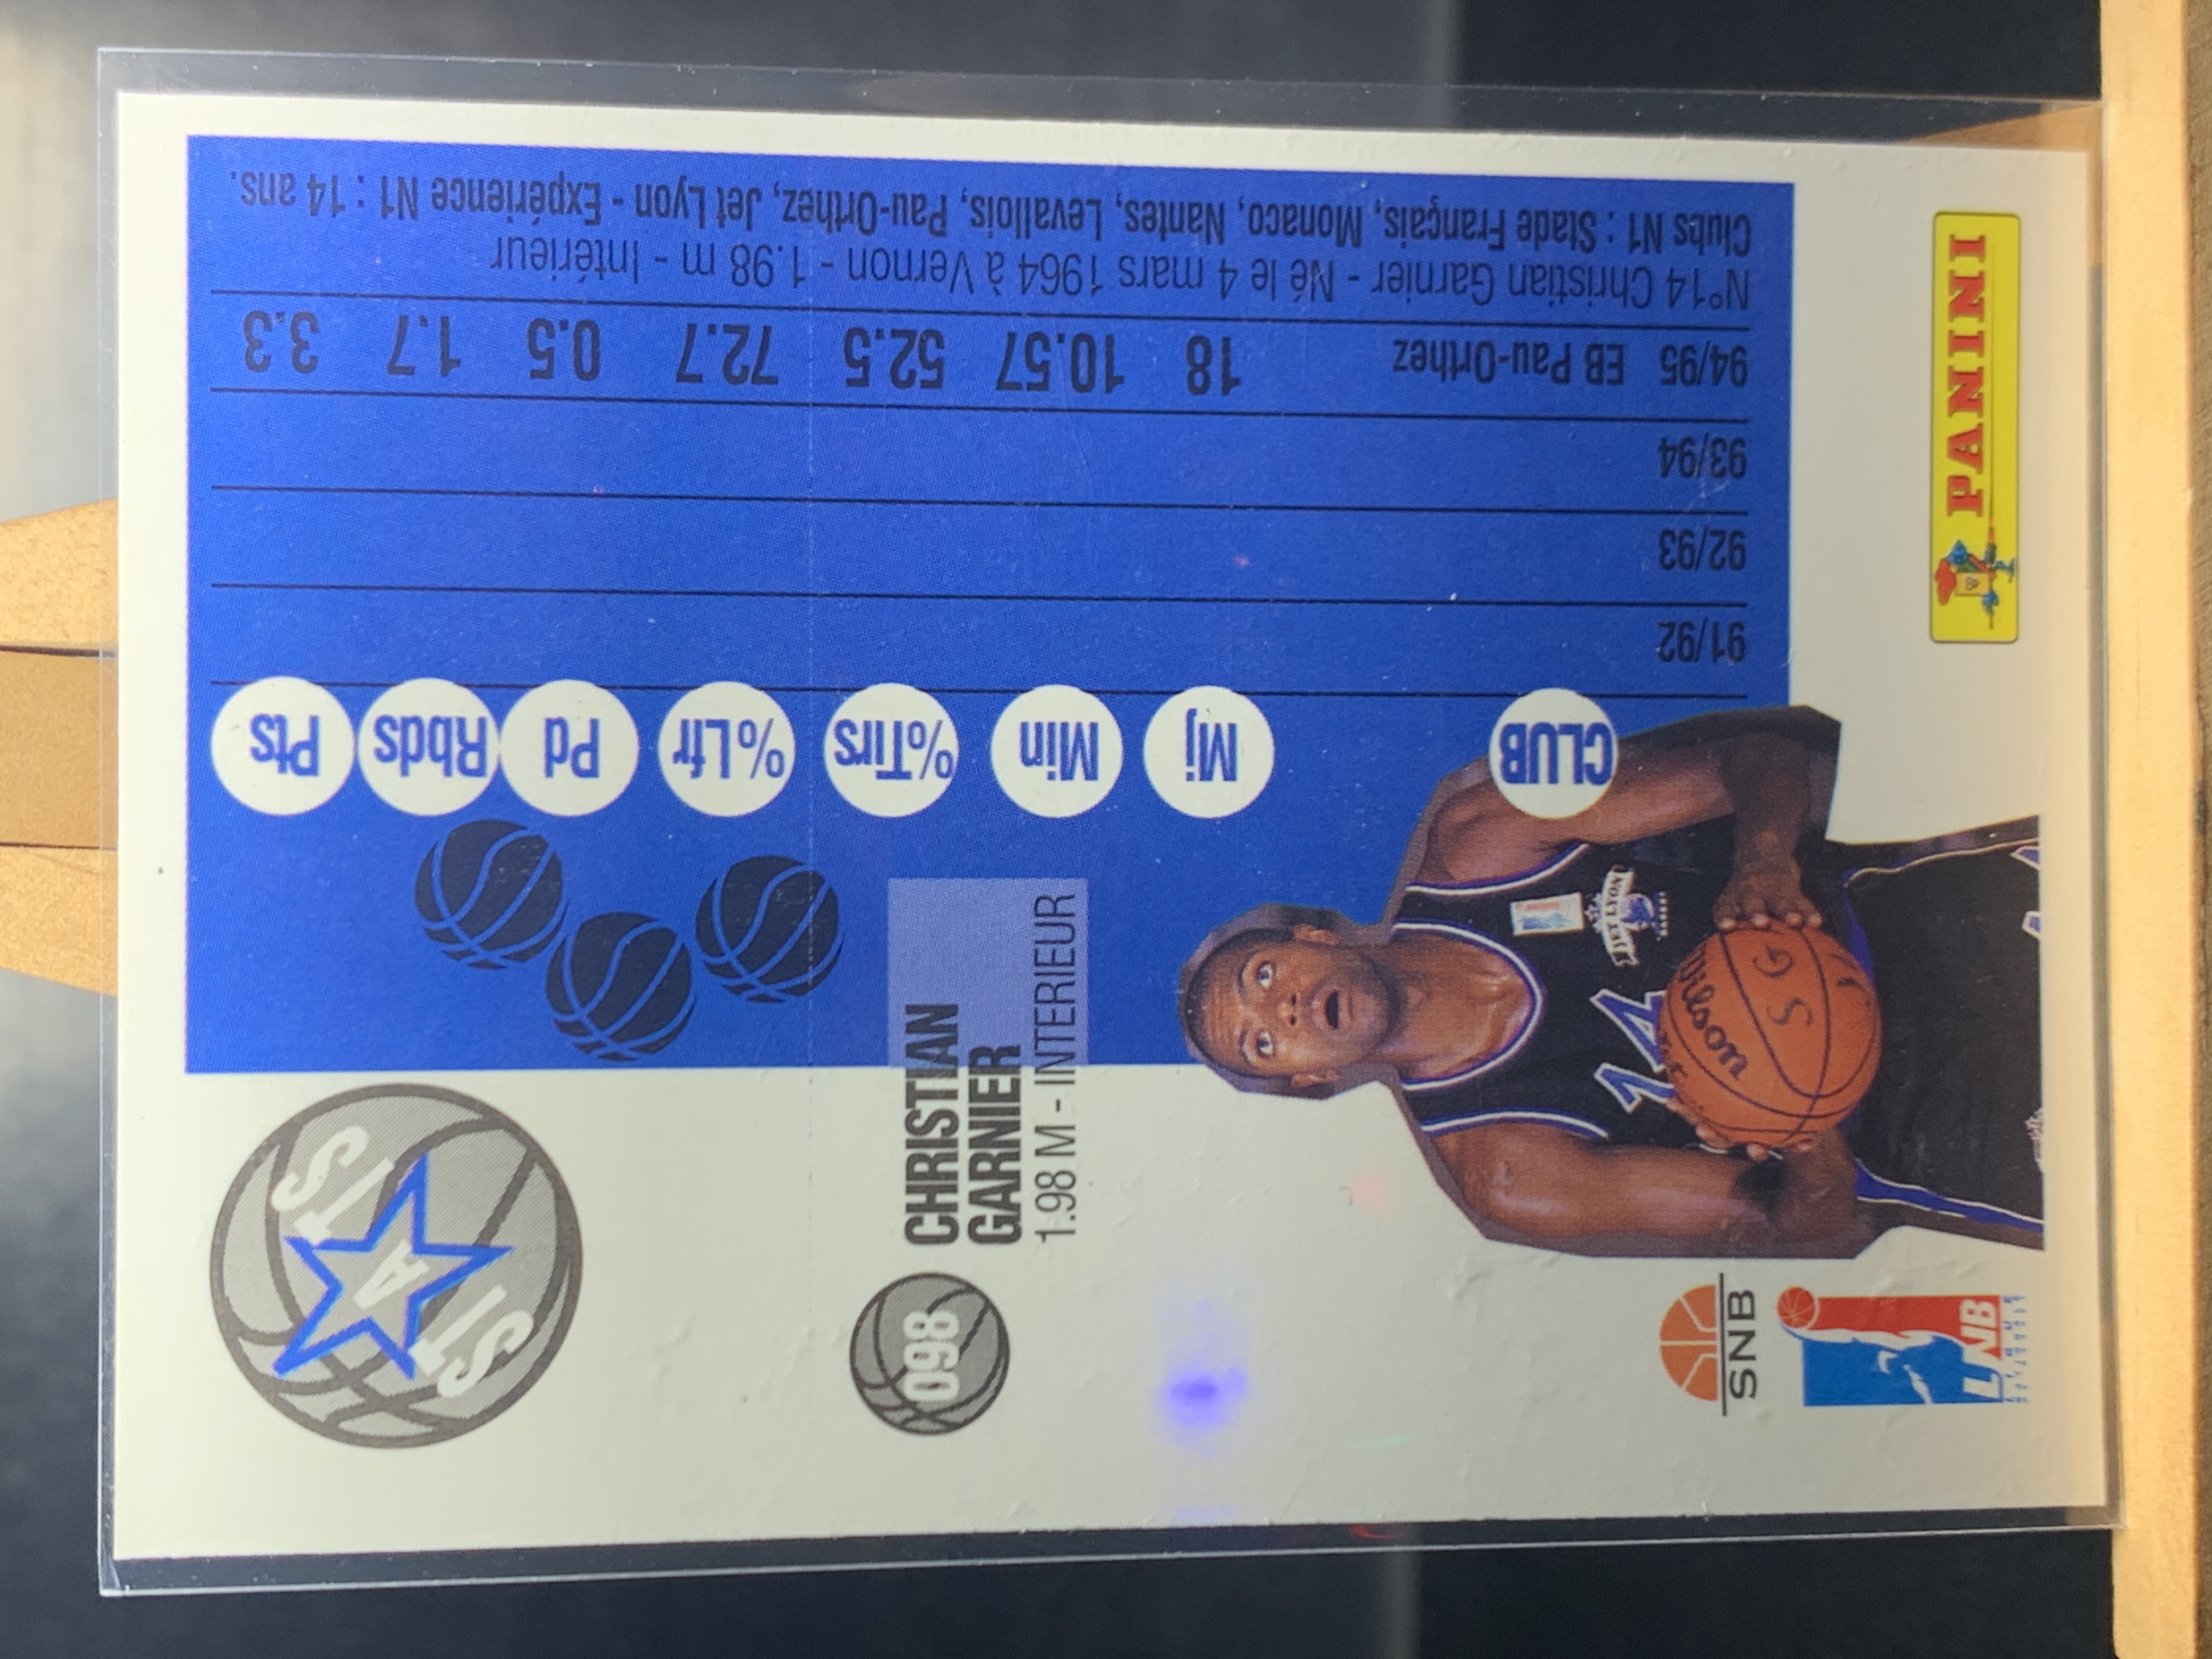 STATS
098
CHRISTIAN
GARNIER
1.98 M - INTERIEUR
SNB
LNB
JET LYON
BASKET
14
Wilson
S G
CLUB Mj Min %Tirs %Lfr Pd Rbds Pts
91/92
92/93
93/94
94/95 EB Pau-Orthez 18 10.57 52.5 72.7 0.5 1.7 3.3
N°14 Christian Garnier - Né le 4 mars 1964 à Vernon - 1.98 m - Intérieur
Clubs N1 : Stade Français, Monaco, Nantes, Levallois, Pau-Orthez, Jet Lyon - Expérience N1 : 14 ans.
PANINI